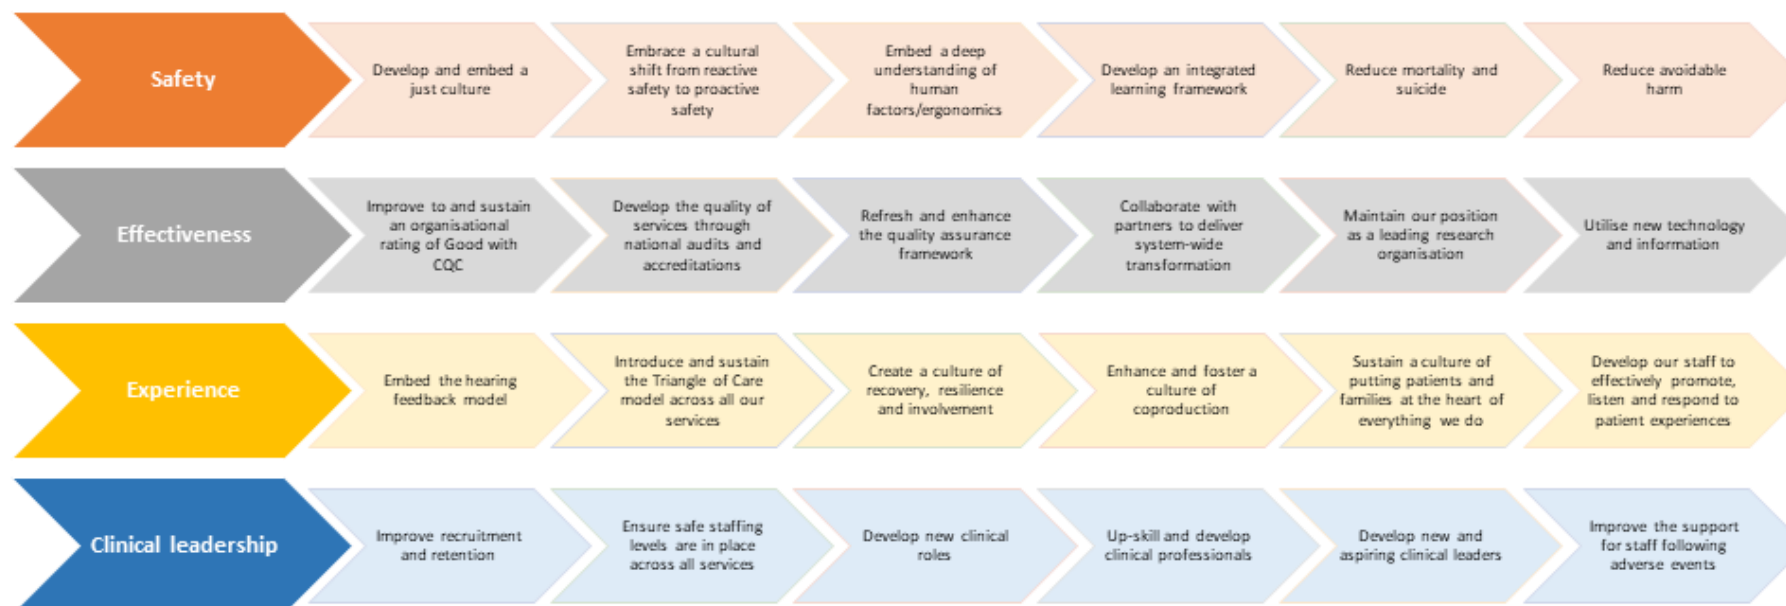 Safety
Develop and embed a
just culture
Embrace a cultural
shift from reactive
safety to proactive
safety
Embed a deep
understanding of
human
factors/ergonomics
Develop an integrated
learning framework
Reduce mortality and
suicide
Reduce avoidable
harm
Effectiveness
Improve to and sustain
an organisational
rating of Good with
CQC
Develop the quality of
services through
national audits and
accreditations
Refresh and enhance
the quality assurance
framework
Collaborate with
partners to deliver
system-wide
transformation
Maintain our position
as a leading research
organisation
Utilise new technology
and information
Experience
Embed the hearing
feedback model
Introduce and sustain
the Triangle of Care
model across all our
services
Create a culture of
recovery, resilience
and involvement
Enhance and foster a
culture of
coproduction
Sustain a culture of
putting patients and
families at the heart of
everything we do
Develop our staff to
effectively promote,
listen and respond to
patient experiences
Clinical leadership
Improve recruitment
and retention
Ensure safe staffing
levels are in place
across all services
Develop new clinical
roles
Up-skill and develop
clinical professionals
Develop new and
aspiring clinical leaders
Improve the support
for staff following
adverse events